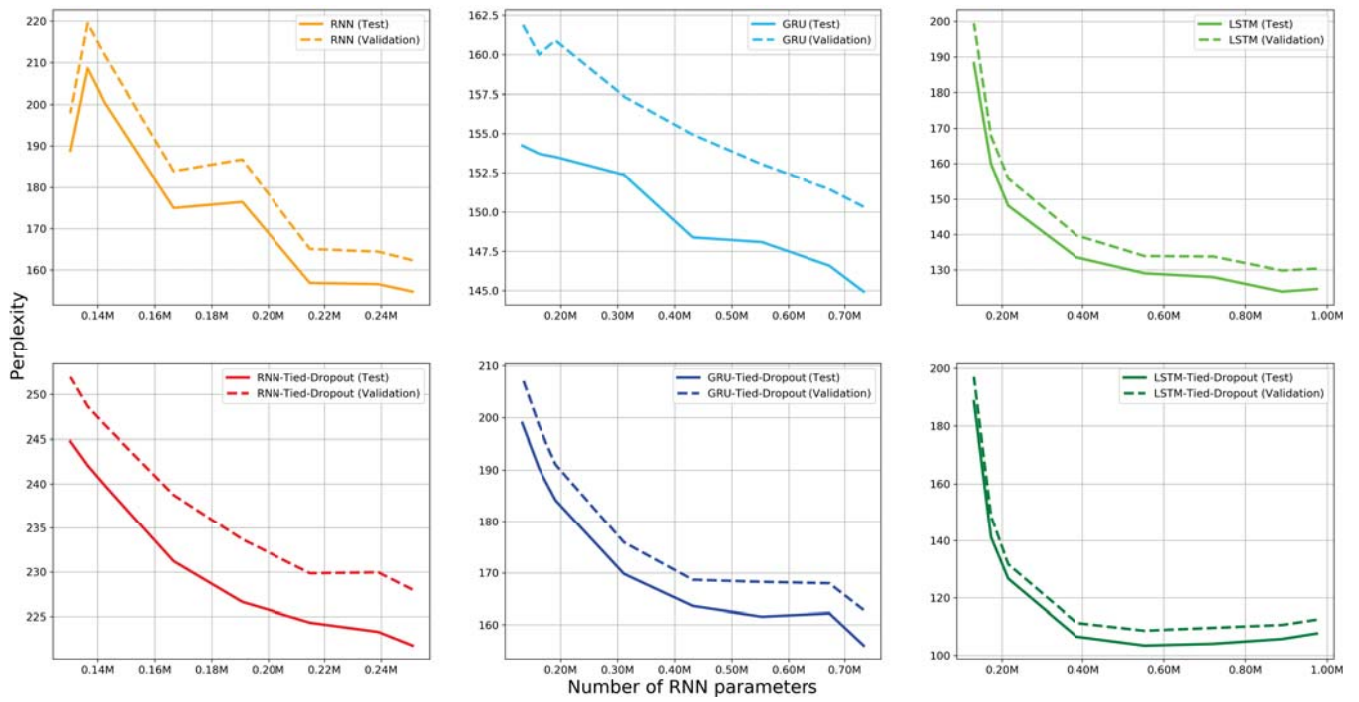 RNN (Test)
RNN (Validation)
220
210
200
190
180
170
160
0.14M 0.16M 0.18M 0.20M 0.22M 0.24M
GRU (Test)
GRU (Validation)
162.5
160.0
157.5
155.0
152.5
150.0
147.5
145.0
0.20M 0.30M 0.40M 0.50M 0.60M 0.70M
LSTM (Test)
LSTM (Validation)
200
190
180
170
160
150
140
130
0.20M 0.40M 0.60M 0.80M 1.00M
Perplexity
RNN-Tied-Dropout (Test)
RNN-Tied-Dropout (Validation)
250
245
240
235
230
225
0.14M 0.16M 0.18M 0.20M 0.22M 0.24M
GRU-Tied-Dropout (Test)
GRU-Tied-Dropout (Validation)
210
200
190
180
170
160
0.20M 0.30M 0.40M 0.50M 0.60M 0.70M
LSTM-Tied-Dropout (Test)
LSTM-Tied-Dropout (Validation)
200
180
160
140
120
100
0.20M 0.40M 0.60M 0.80M 1.00M
Number of RNN parameters